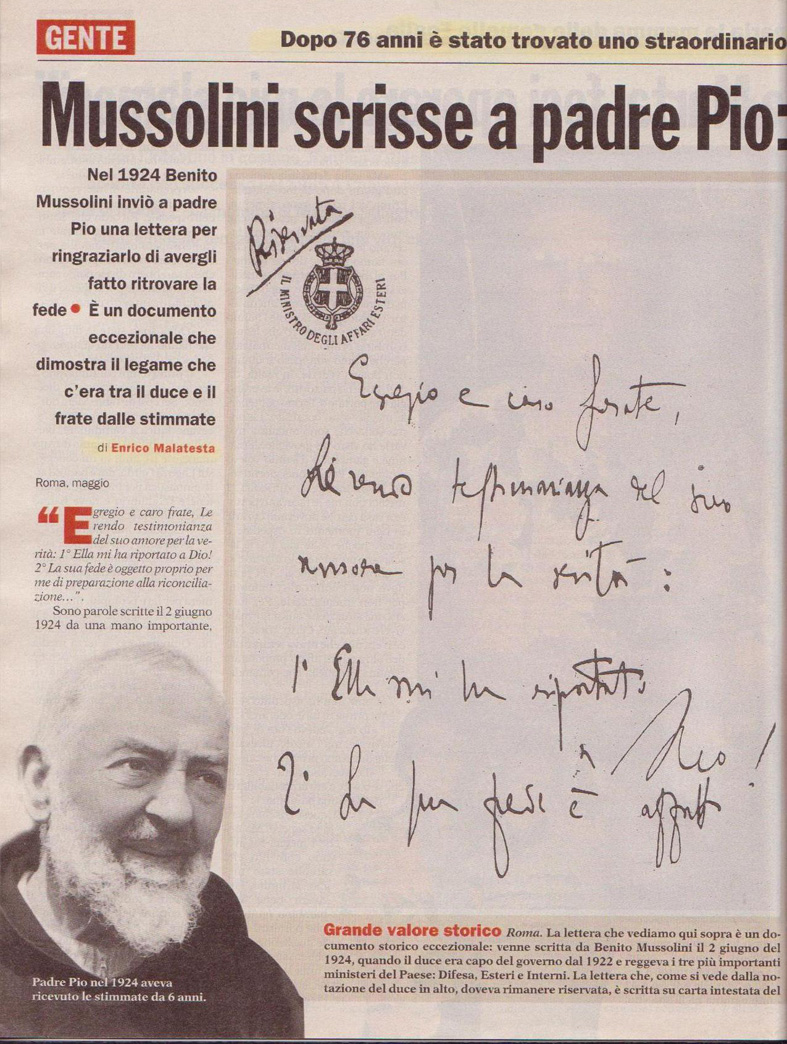 GENTE
Dopo 76 anni è stato trovato uno straordinario
Mussolini scrisse a padre Pio:
Nel 1924 Benito
Mussolini inviò a padre
Pio una lettera per
ringraziarlo di avergli
fatto ritrovare la
fede • È un documento
eccezionale che
dimostra il legame che
c'era tra il duce e il
frate dalle stimmate
di Enrico Malatesta
Roma, maggio
“Egregio e caro frate, Le
rendo testimonianza
del suo amore per la ve-
rità: 1° Ella mi ha riportato a Dio!
2° La sua fede è oggetto proprio per
me di preparazione alla riconcilia-
zione...”.
Sono parole scritte il 2 giugno
1924 da una mano importante,
Padre Pio nel 1924 aveva
ricevuto le stimmate da 6 anni.
Riservata
IL MINISTRO DEGLI AFFARI ESTERI
Egregio e caro frate,
Le rendo testimonianza del suo
amore per la verità:
1° Ella mi ha riportato
a Dio!
2° La sua fede è oggetto
Grande valore storico Roma. La lettera che vediamo qui sopra è un do-
cumento storico eccezionale: venne scritta da Benito Mussolini il 2 giugno del
1924, quando il duce era capo del governo dal 1922 e reggeva i tre più importanti
ministeri del Paese: Difesa, Esteri e Interni. La lettera che, come si vede dalla no-
tazione del duce in alto, doveva rimanere riservata, è scritta su carta intestata del